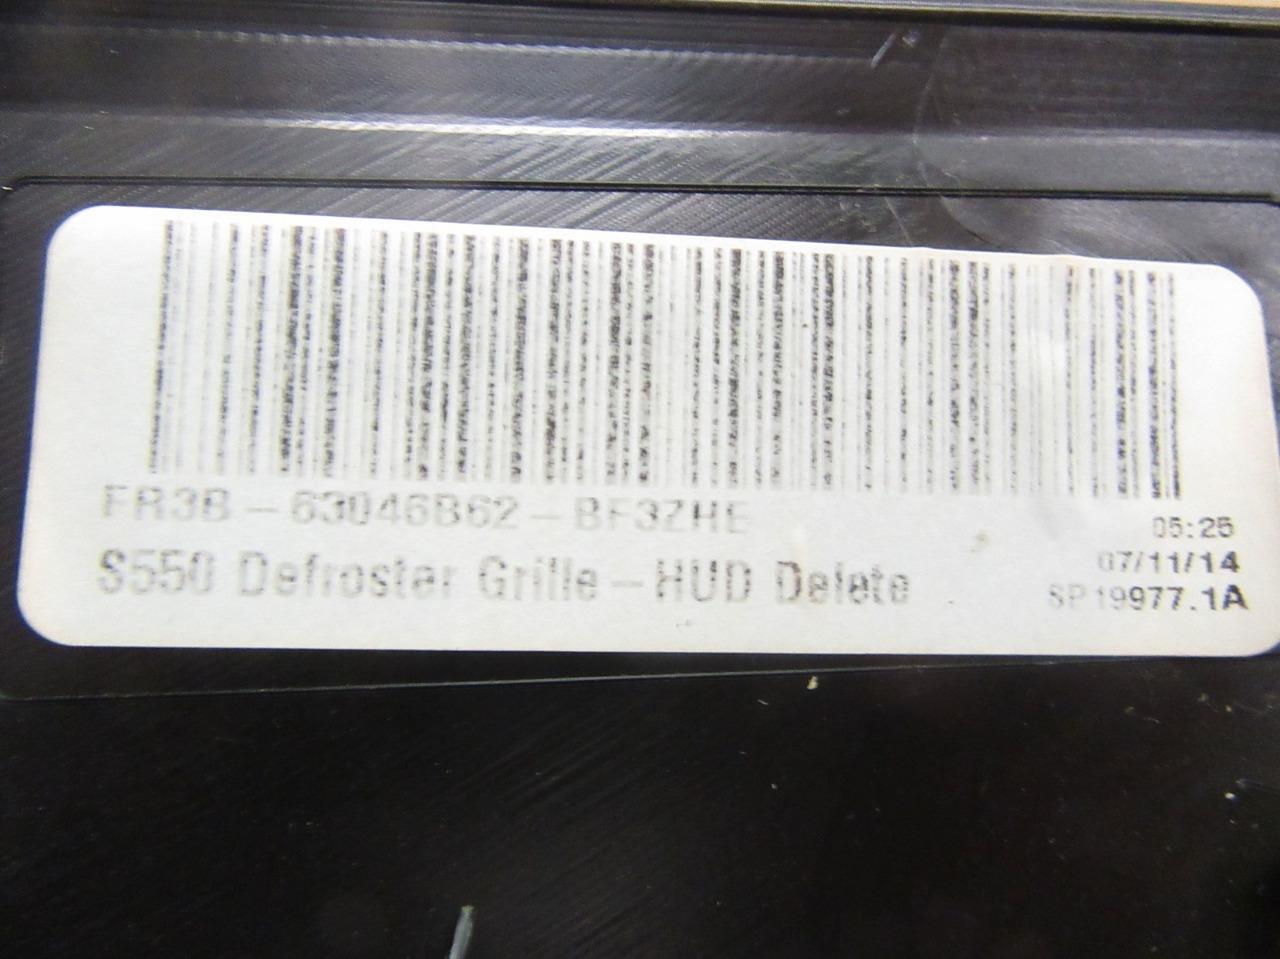 FR3B-63046B62-BF3ZHE
S550 Defroster Grille-HUD Delete
05:25
07/11/14
SP19977.1A